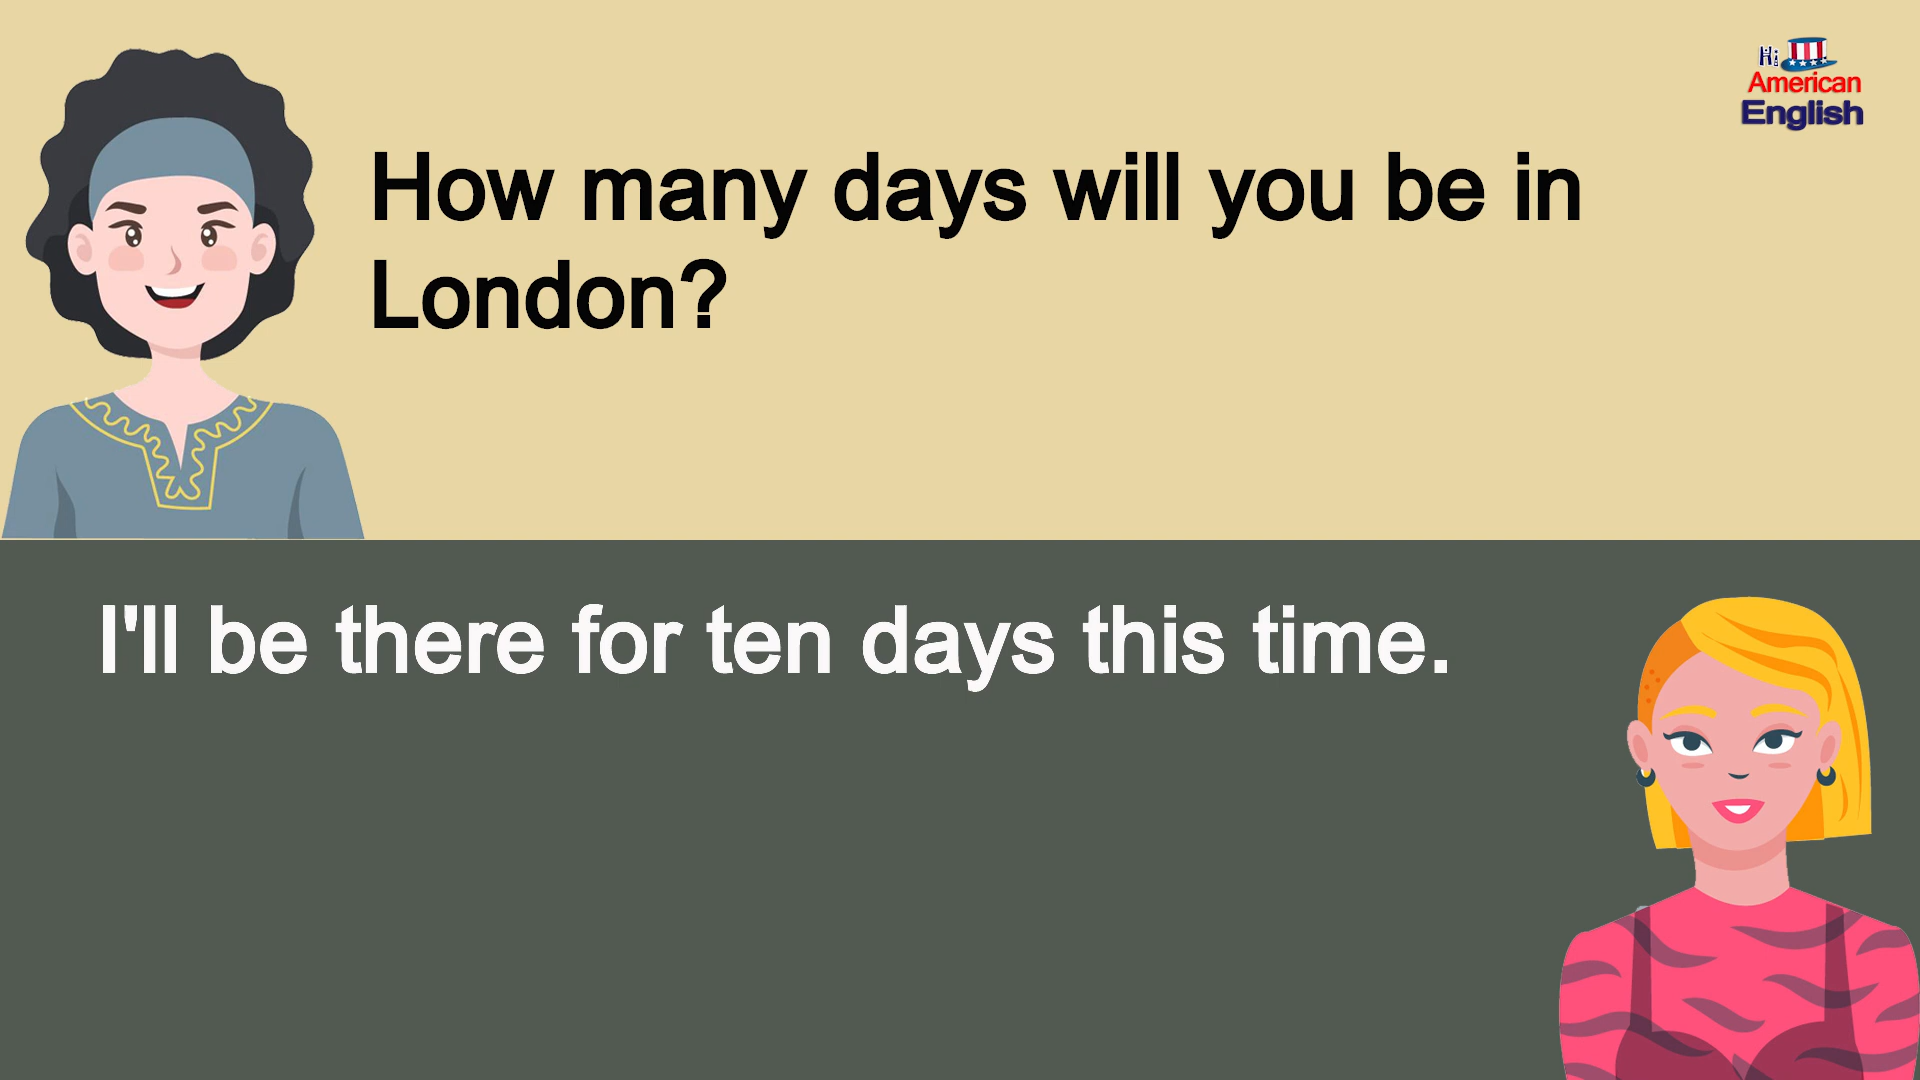 Hi
American
English
How many days will you be in
London?
I'll be there for ten days this time.